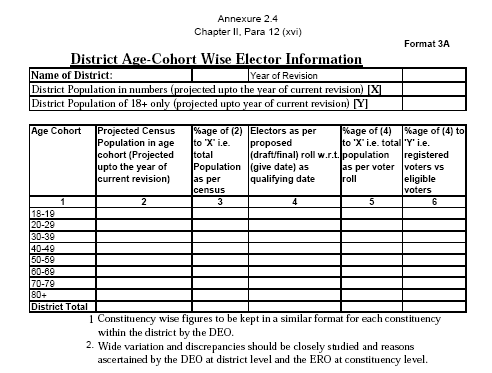 Annexure 2.4
Chapter II, Para 12 (xvi)
Format 3A
District Age-Cohort Wise Elector Information
Name of District: Year of Revision
District Population in numbers (projected upto the year of current revision) [X]
District Population of 18+ only (projected upto the year of current revision) [Y]
Age Cohort
Projected Census
Population in age
cohort (Projected
upto the year of
current revision)
%age of (2)
to 'X' i.e.
total
Population
as per
census
Electors as per
proposed
(draft/final) roll w.r.t.
(give date) as
qualifying date
%age of (4)
to 'X' i.e. total
population
as per voter
roll
%age of (4) to
'Y' i.e.
registered
voters vs
eligible
voters
1 2 3 4 5 6
18-19
20-29
30-39
40-49
50-59
60-69
70-79
80+
District Total
1 Constituency wise figures to be kept in a similar format for each constituency
within the district by the DEO.
2. Wide variation and discrepancies should be closely studied and reasons
ascertained by the DEO at district level and the ERO at constituency level.